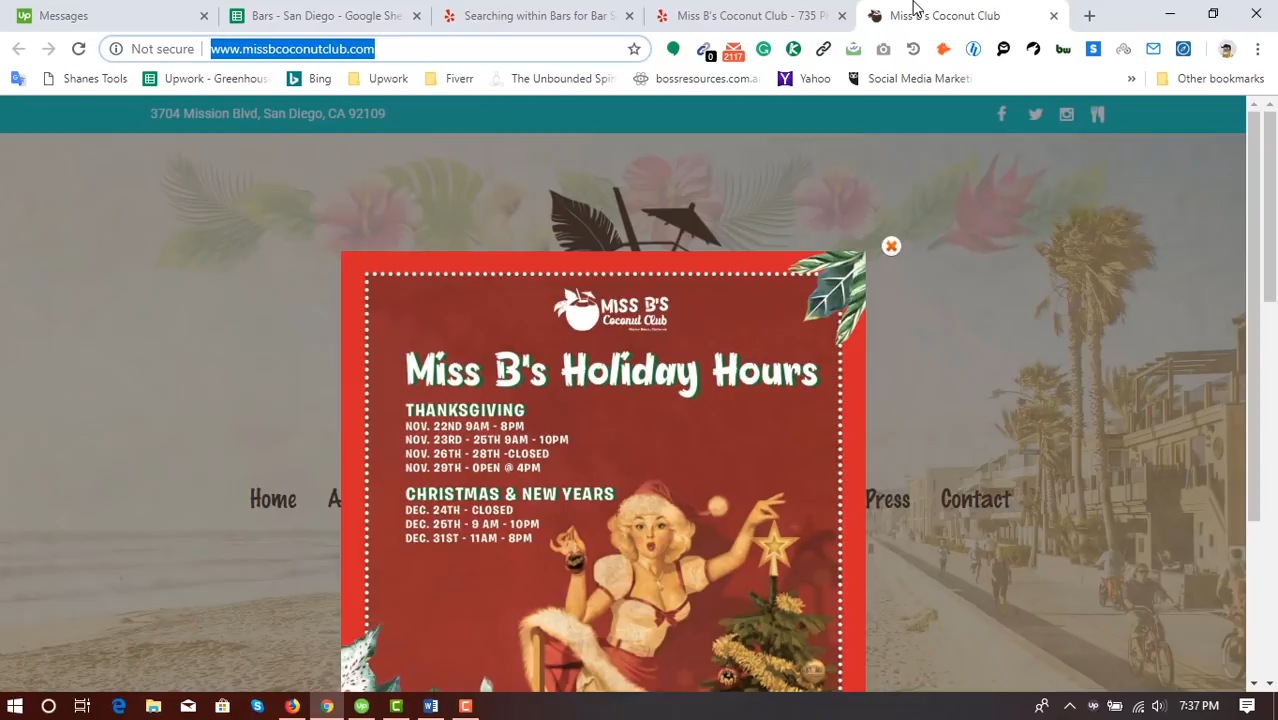 Messages
Bars - San Diego - Google She
Searching within Bars for Bar S
Miss B's Coconut Club - 735 P
Miss B's Coconut Club
Not secure
www.missbcoconutclub.com
0
2117
bw
Shanes Tools
Upwork - Greenhous
Bing
Upwork
Fiverr
The Unbounded Spi
bossresources.com.a
Yahoo
Social Media Market
»
Other bookmarks
3704 Mission Blvd, San Diego, CA 92109
MISS B'S
Coconut Club
Miss B's Holiday Hours
THANKSGIVING
NOV. 22ND 9AM - 8PM
NOV. 23RD - 25TH 9AM - 10PM
NOV. 26TH - 28TH -CLOSED
NOV. 29TH - OPEN @ 4PM
CHRISTMAS & NEW YEARS
DEC. 24TH - CLOSED
DEC. 25TH - 9 AM - 10PM
DEC. 31ST - 11AM - 8PM
Home
A
Press
Contact
7:37 PM